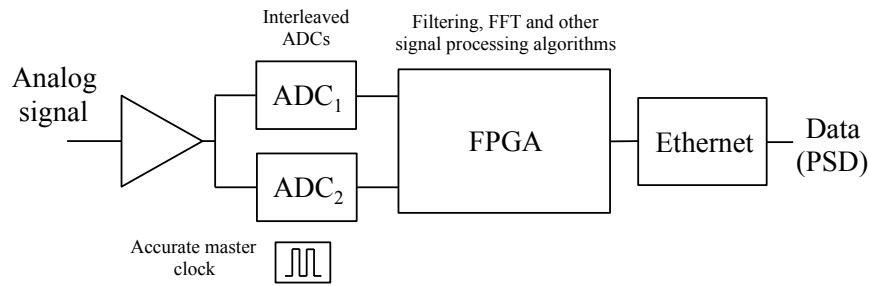 Interleaved
ADCs
Filtering, FFT and other
signal processing algorithms
Analog
signal
ADC1
ADC2
FPGA
Ethernet
Data
(PSD)
Accurate master
clock